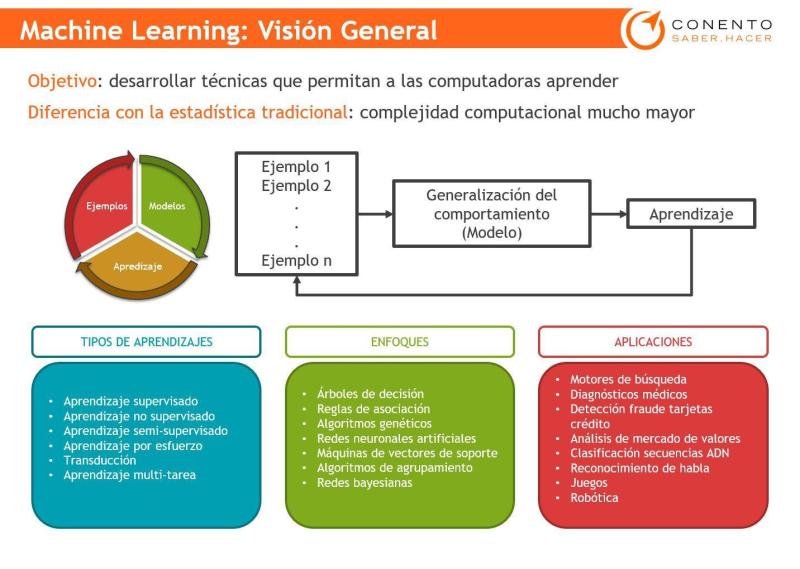 Machine Learning: Visión General
CONENTO
SABER.HACER
Objetivo: desarrollar técnicas que permitan a las computadoras aprender
Diferencia con la estadística tradicional: complejidad computacional mucho mayor
Ejemplos
Modelos
Apredizaje
Ejemplo 1
Ejemplo 2
.
.
.
Ejemplo n
Generalización del
comportamiento
(Modelo)
Aprendizaje
TIPOS DE APRENDIZAJES
• Aprendizaje supervisado
• Aprendizaje no supervisado
• Aprendizaje semi-supervisado
• Aprendizaje por esfuerzo
• Transducción
• Aprendizaje multi-tarea
ENFOQUES
• Árboles de decisión
• Reglas de asociación
• Algoritmos genéticos
• Redes neuronales artificiales
• Máquinas de vectores de soporte
• Algoritmos de agrupamiento
• Redes bayesianas
APLICACIONES
• Motores de búsqueda
• Diagnósticos médicos
• Detección fraude tarjetas
crédito
• Análisis de mercado de valores
• Clasificación secuencias ADN
• Reconocimiento de habla
• Juegos
• Robótica